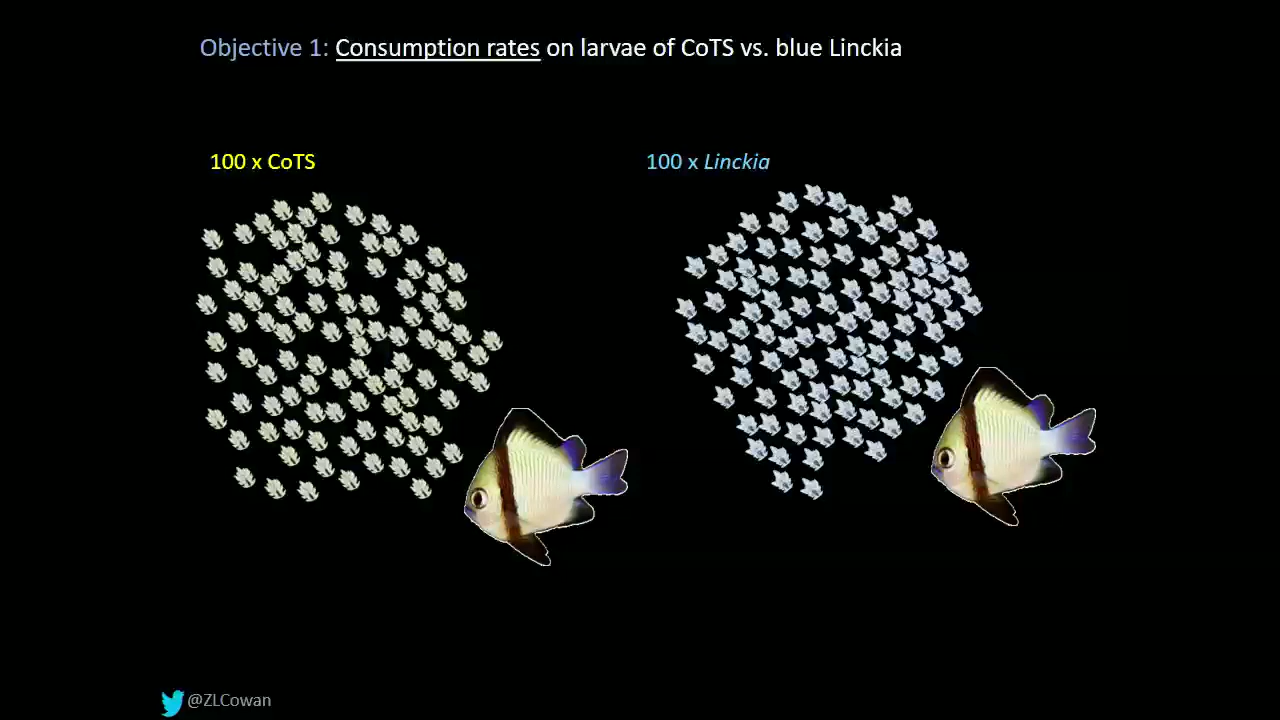 Objective 1: Consumption rates on larvae of CoTS vs. blue Linckia
100 x CoTS
100 x Linckia
@ZLCowan